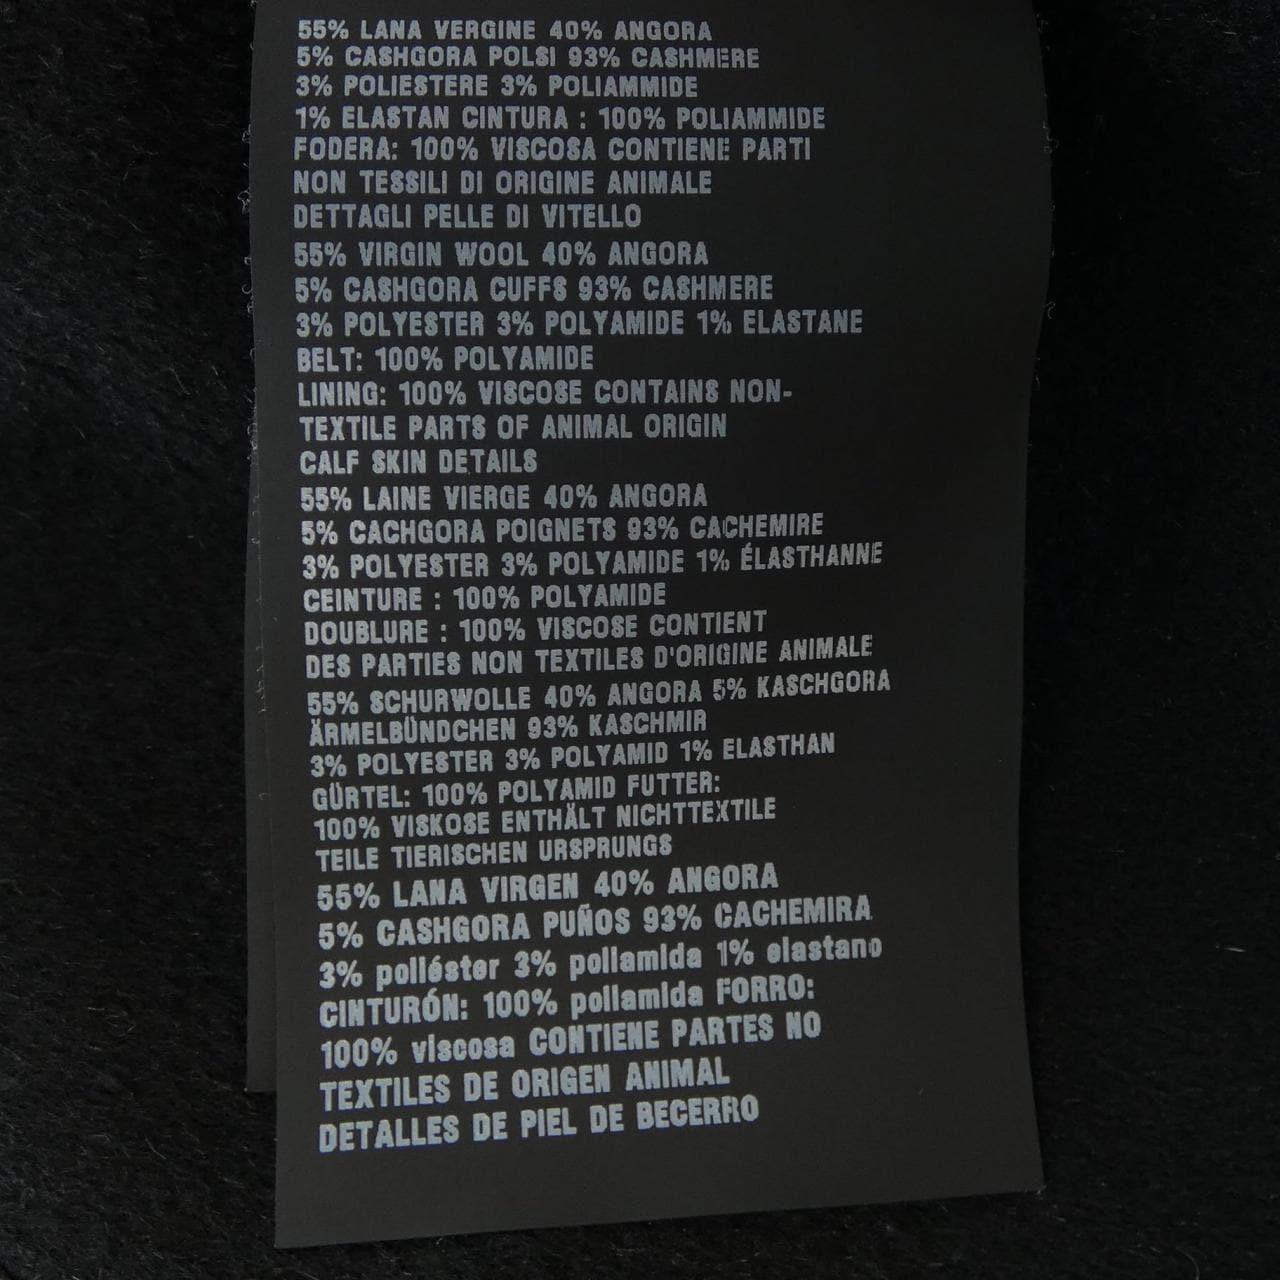 55% LANA VERGINE 40% ANGORA
5% CASHGORA POLSI 93% CASHMERE
3% POLIESTERE 3% POLIAMMIDE
1% ELASTAN CINTURA : 100% POLIAMMIDE
FODERA: 100% VISCOSA CONTIENE PARTI
NON TESSILI DI ORIGINE ANIMALE
DETTAGLI PELLE DI VITELLO
55% VIRGIN WOOL 40% ANGORA
5% CASHGORA CUFFS 93% CASHMERE
3% POLYESTER 3% POLYAMIDE 1% ELASTANE
BELT: 100% POLYAMIDE
LINING: 100% VISCOSE CONTAINS NON-
TEXTILE PARTS OF ANIMAL ORIGIN
CALF SKIN DETAILS
55% LAINE VIERGE 40% ANGORA
5% CACHGORA POIGNETS 93% CACHEMIRE
3% POLYESTER 3% POLYAMIDE 1% ÉLASTHANNE
CEINTURE : 100% POLYAMIDE
DOUBLURE : 100% VISCOSE CONTIENT
DES PARTIES NON TEXTILES D'ORIGINE ANIMALE
55% SCHURWOLLE 40% ANGORA 5% KASCHGORA
ÄRMELBÜNDCHEN 93% KASCHMIR
3% POLYESTER 3% POLYAMID 1% ELASTHAN
GÜRTEL: 100% POLYAMID FUTTER:
100% VISKOSE ENTHÄLT NICHTTEXTILE
TEILE TIERISCHEN URSPRUNGS
55% LANA VIRGEN 40% ANGORA
5% CASHGORA PUÑOS 93% CACHEMIRA
3% poliéster 3% poliamida 1% elastano
CINTURÓN: 100% poliamida FORRO:
100% viscosa CONTIENE PARTES NO
TEXTILES DE ORIGEN ANIMAL
DETALLES DE PIEL DE BECERRO